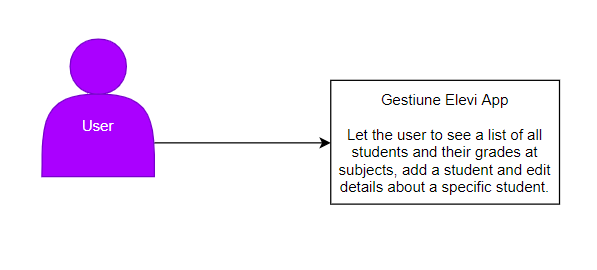 User
Gestiune Elevi App
Let the user to see a list of all
students and their grades at
subjects, add a student and edit
details about a specific student.